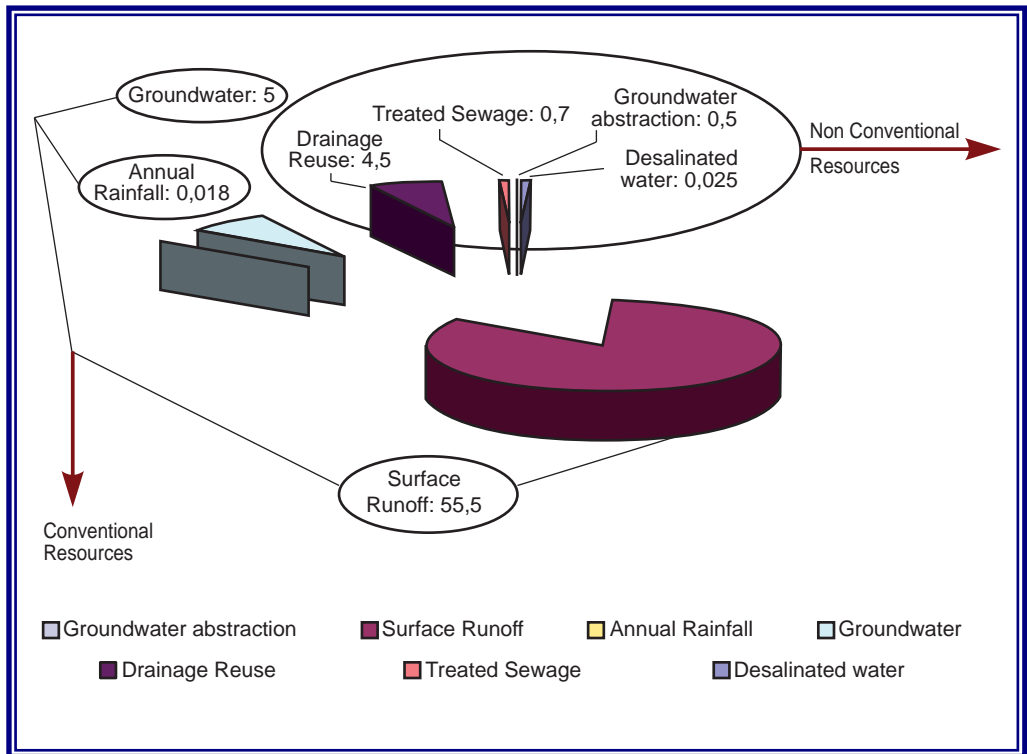 Groundwater: 5
Annual
Rainfall: 0,018
Drainage
Reuse: 4,5
Treated Sewage: 0,7
Groundwater
abstraction: 0,5
Desalinated
water: 0,025
Non Conventional
Resources
Surface
Runoff: 55,5
Conventional
Resources
Groundwater abstraction
Surface Runoff
Annual Rainfall
Groundwater
Drainage Reuse
Treated Sewage
Desalinated water